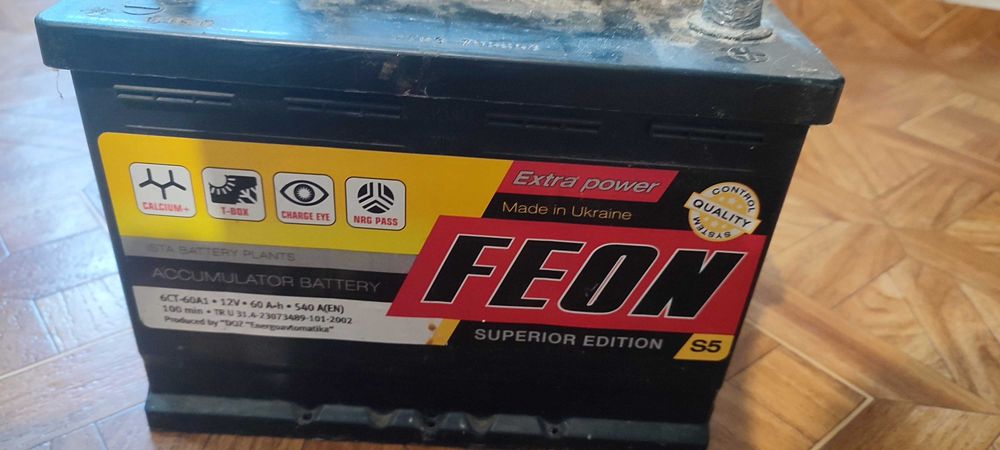 CALCIUM+
T-BOX
CHARGE EYE
NRG PASS
Extra power
Made in Ukraine
CONTROL
QUALITY
SYSTEM
FEON
ISTA BATTERY PLANTS
ACCUMULATOR BATTERY
6CT-60A1 • 12V • 60 A•h • 540 A(EN)
100 min • TR U 31.4-23073489-101-2002
Produced by "DOZ "Energoavtomatika"
SUPERIOR EDITION
S5